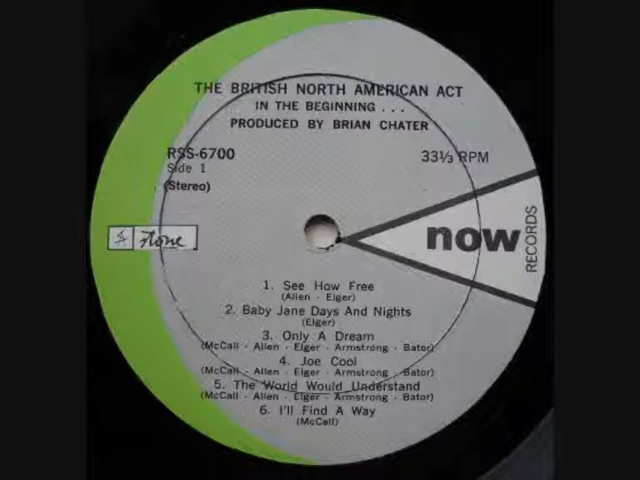 THE BRITISH NORTH AMERICAN ACT
IN THE BEGINNING . . .
PRODUCED BY BRIAN CHATER
RSS-6700
33⅓ RPM
Side 1
(Stereo)
stone
now
RECORDS
1. See How Free
(Allen - Elger)
2. Baby Jane Days And Nights
(Elger)
3. Only A Dream
(McCall - Allen - Elger - Armstrong - Bator)
4. Joe Cool
(McCall - Allen - Elger - Armstrong - Bator)
5. The World Would Understand
(McCall - Allen - Elger - Armstrong - Bator)
6. I'll Find A Way
(McCall)